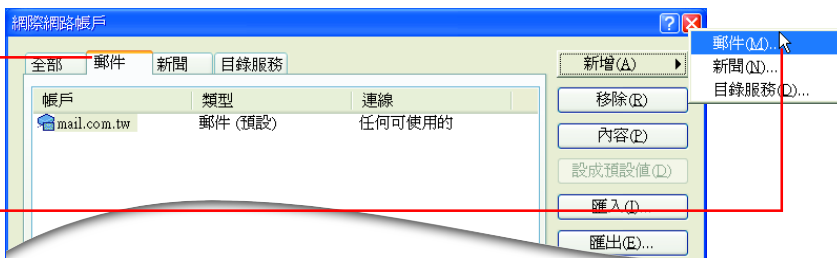 網際網路帳戶
全部 郵件 新聞 目錄服務
帳戶 類型 連線
mail.com.tw 郵件 (預設) 任何可使用的
新增(A)
移除(R)
內容(P)
設成預設值(D)
匯入(I)...
匯出(E)...
郵件(M)...
新聞(N)...
目錄服務(D)...